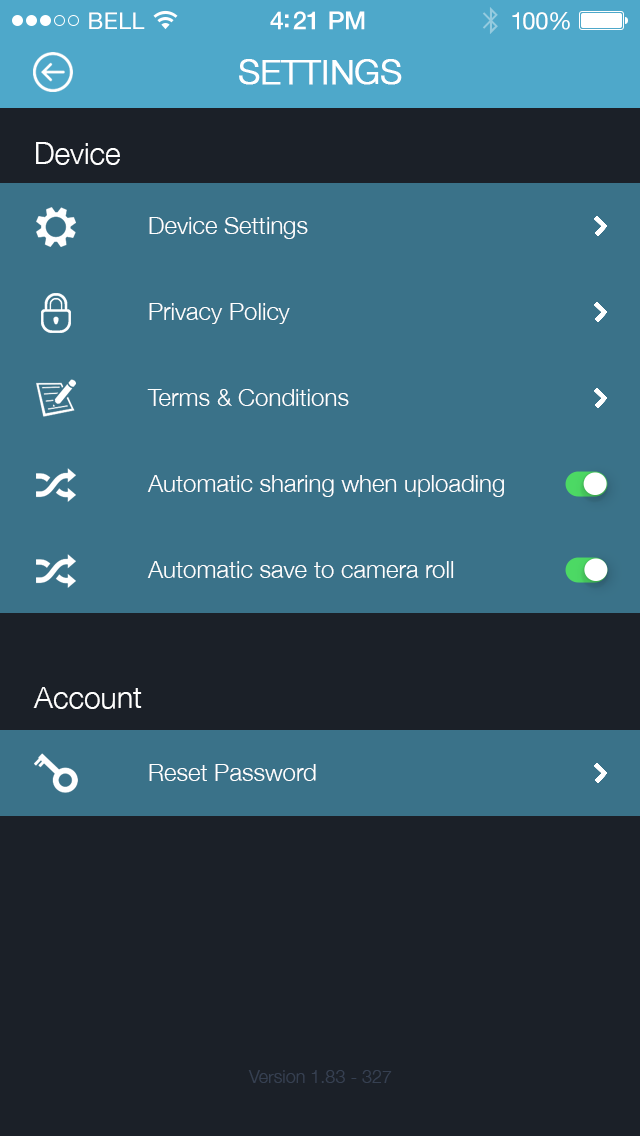 BELL 4:21 PM 100%
SETTINGS
Device
Device Settings
Privacy Policy
Terms & Conditions
Automatic sharing when uploading
Automatic save to camera roll
Account
Reset Password
Version 1.83 - 327